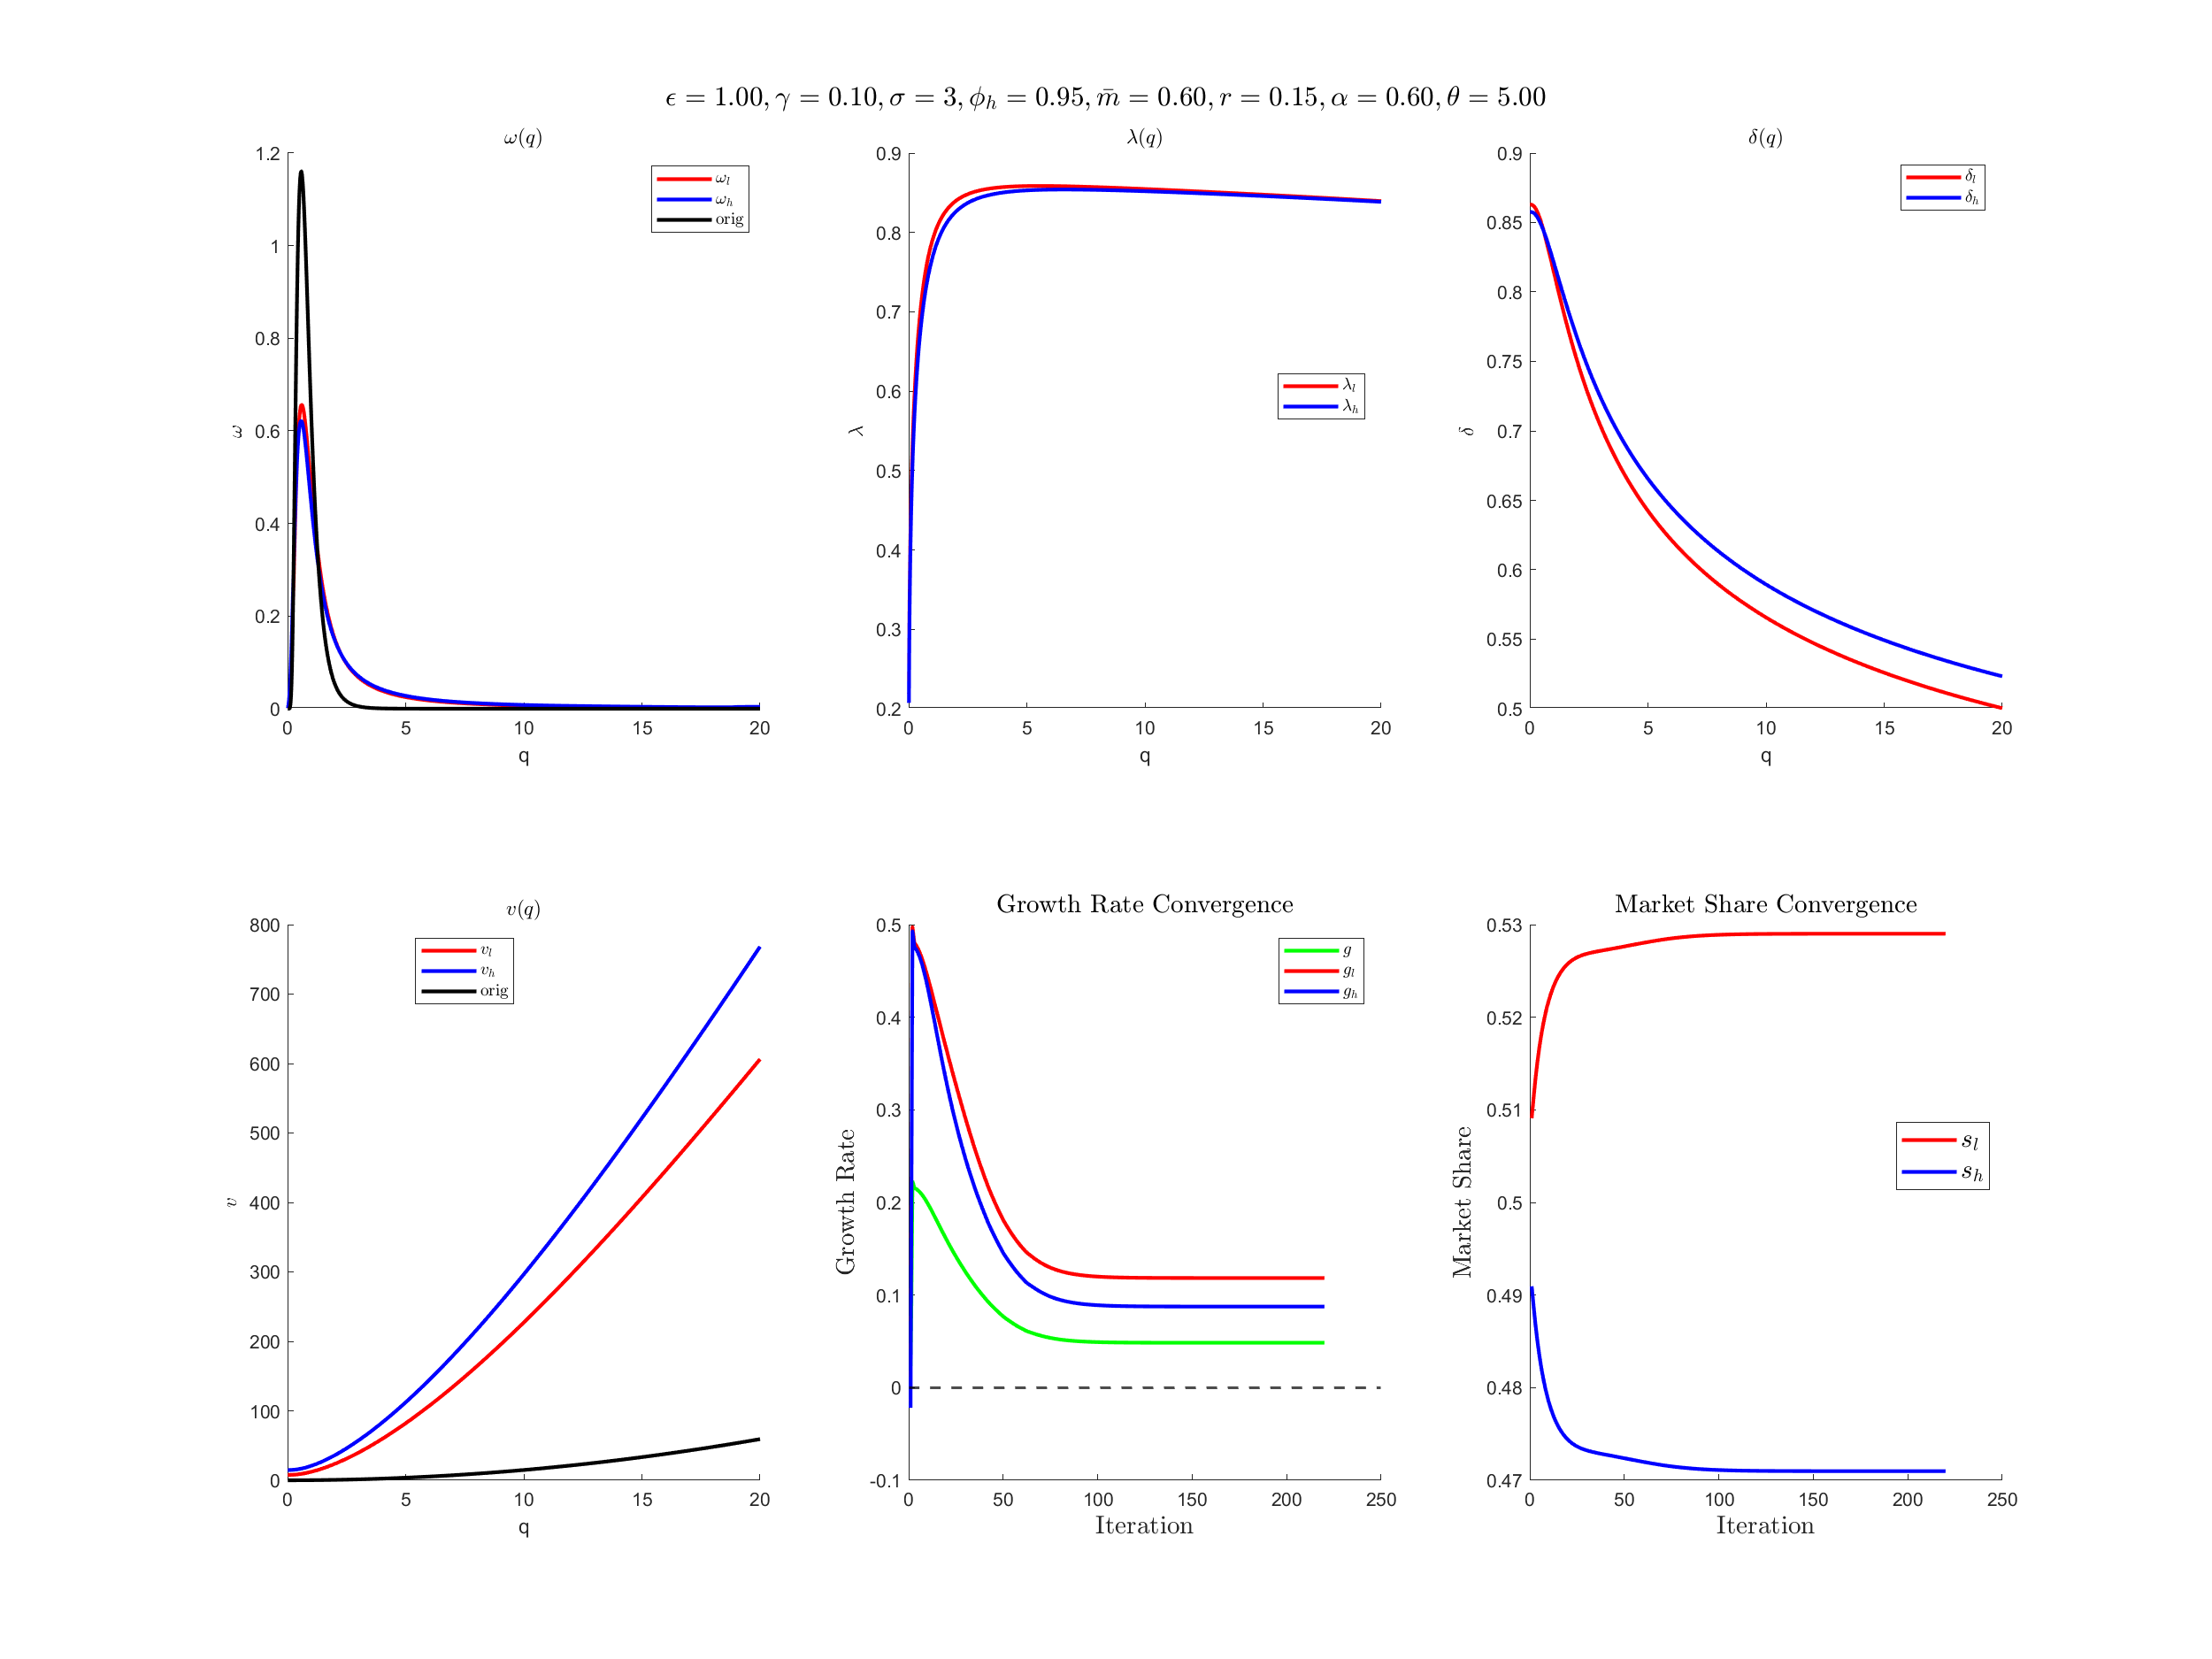 ϵ = 1.00, γ = 0.10, σ = 3, ϕ_h = 0.95, m̄ = 0.60, r = 0.15, α = 0.60, θ = 5.00
ω(q)
1.2
1
0.8
0.6
0.4
0.2
0
0 5 10 15 20
q
ω
ω_l
ω_h
orig
λ(q)
0.9
0.8
0.7
0.6
0.5
0.4
0.3
0.2
0 5 10 15 20
q
λ
λ_l
λ_h
δ(q)
0.9
0.85
0.8
0.75
0.7
0.65
0.6
0.55
0.5
0 5 10 15 20
q
δ
δ_l
δ_h
v(q)
800
700
600
500
400
300
200
100
0
0 5 10 15 20
q
v
v_l
v_h
orig
Growth Rate Convergence
0.5
0.4
0.3
0.2
0.1
0
-0.1
0 50 100 150 200 250
Iteration
Growth Rate
g
g_l
g_h
Market Share Convergence
0.53
0.52
0.51
0.5
0.49
0.48
0.47
0 50 100 150 200 250
Iteration
Market Share
s_l
s_h